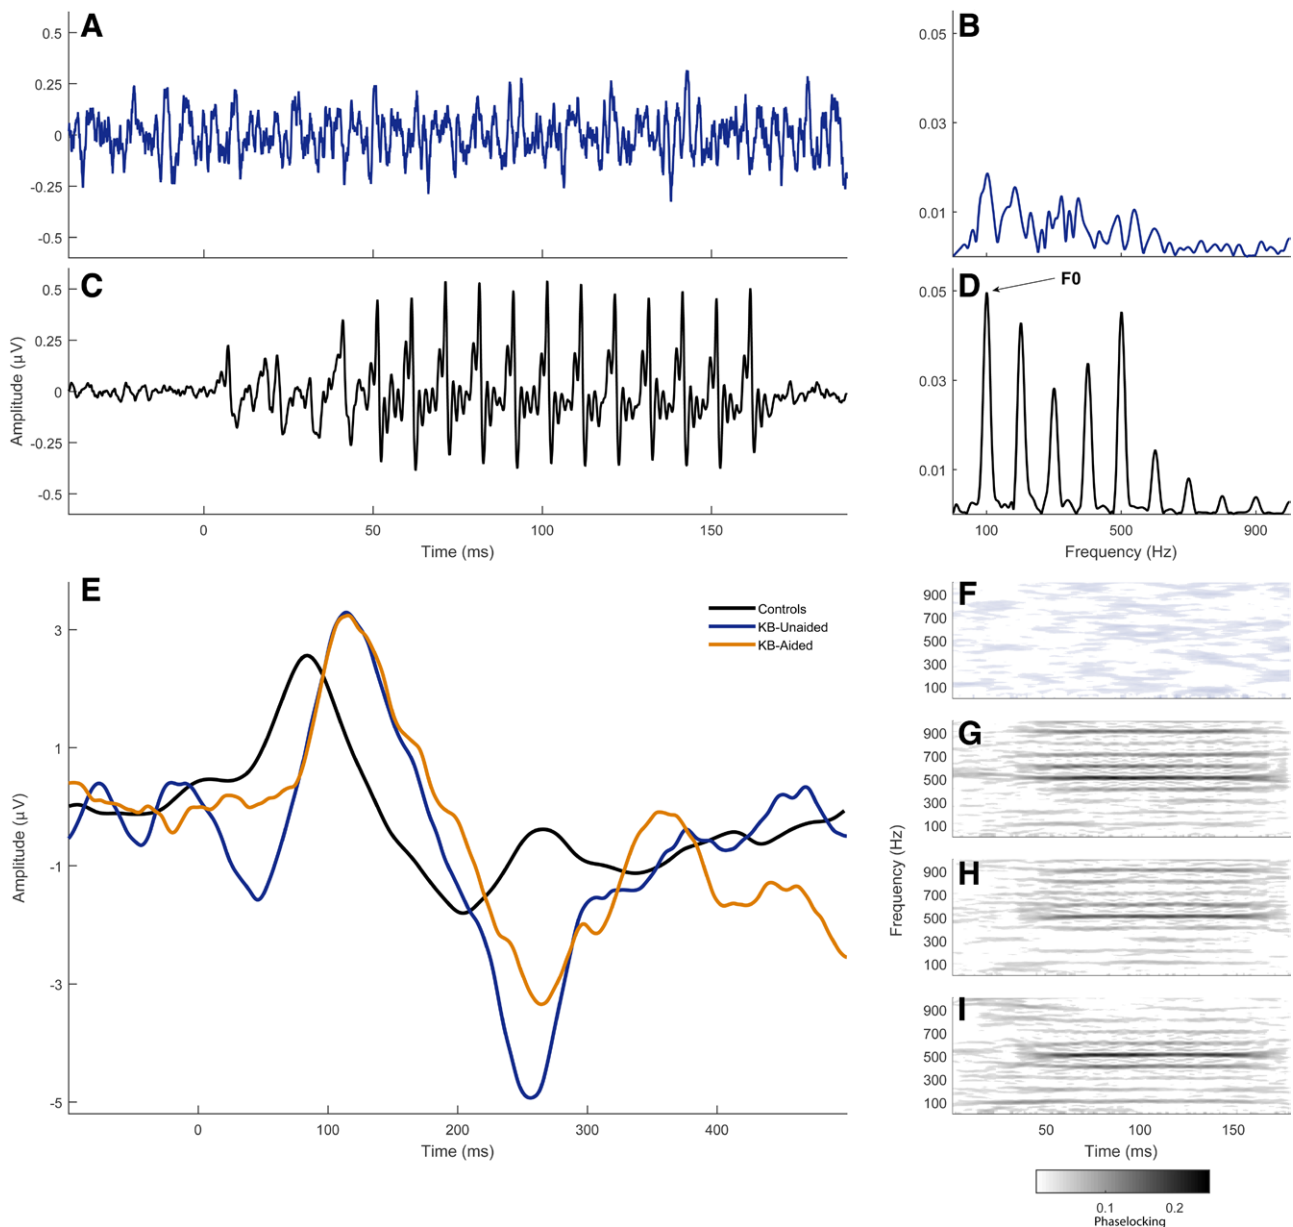 A
0.5
0.25
0
-0.25
-0.5
B
0.05
0.03
0.01
C
0.5
0.25
0
-0.25
-0.5
Amplitude (µV)
0
50
100
150
Time (ms)
D
F0
0.05
0.03
0.01
100
500
900
Frequency (Hz)
E
3
1
-1
-3
-5
Amplitude (µV)
Controls
KB-Unaided
KB-Aided
0
100
200
300
400
Time (ms)
F
900
700
500
300
100
G
900
700
500
300
100
H
900
700
500
300
100
Frequency (Hz)
I
900
700
500
300
100
50
100
150
Time (ms)
0.1
0.2
Phaselocking